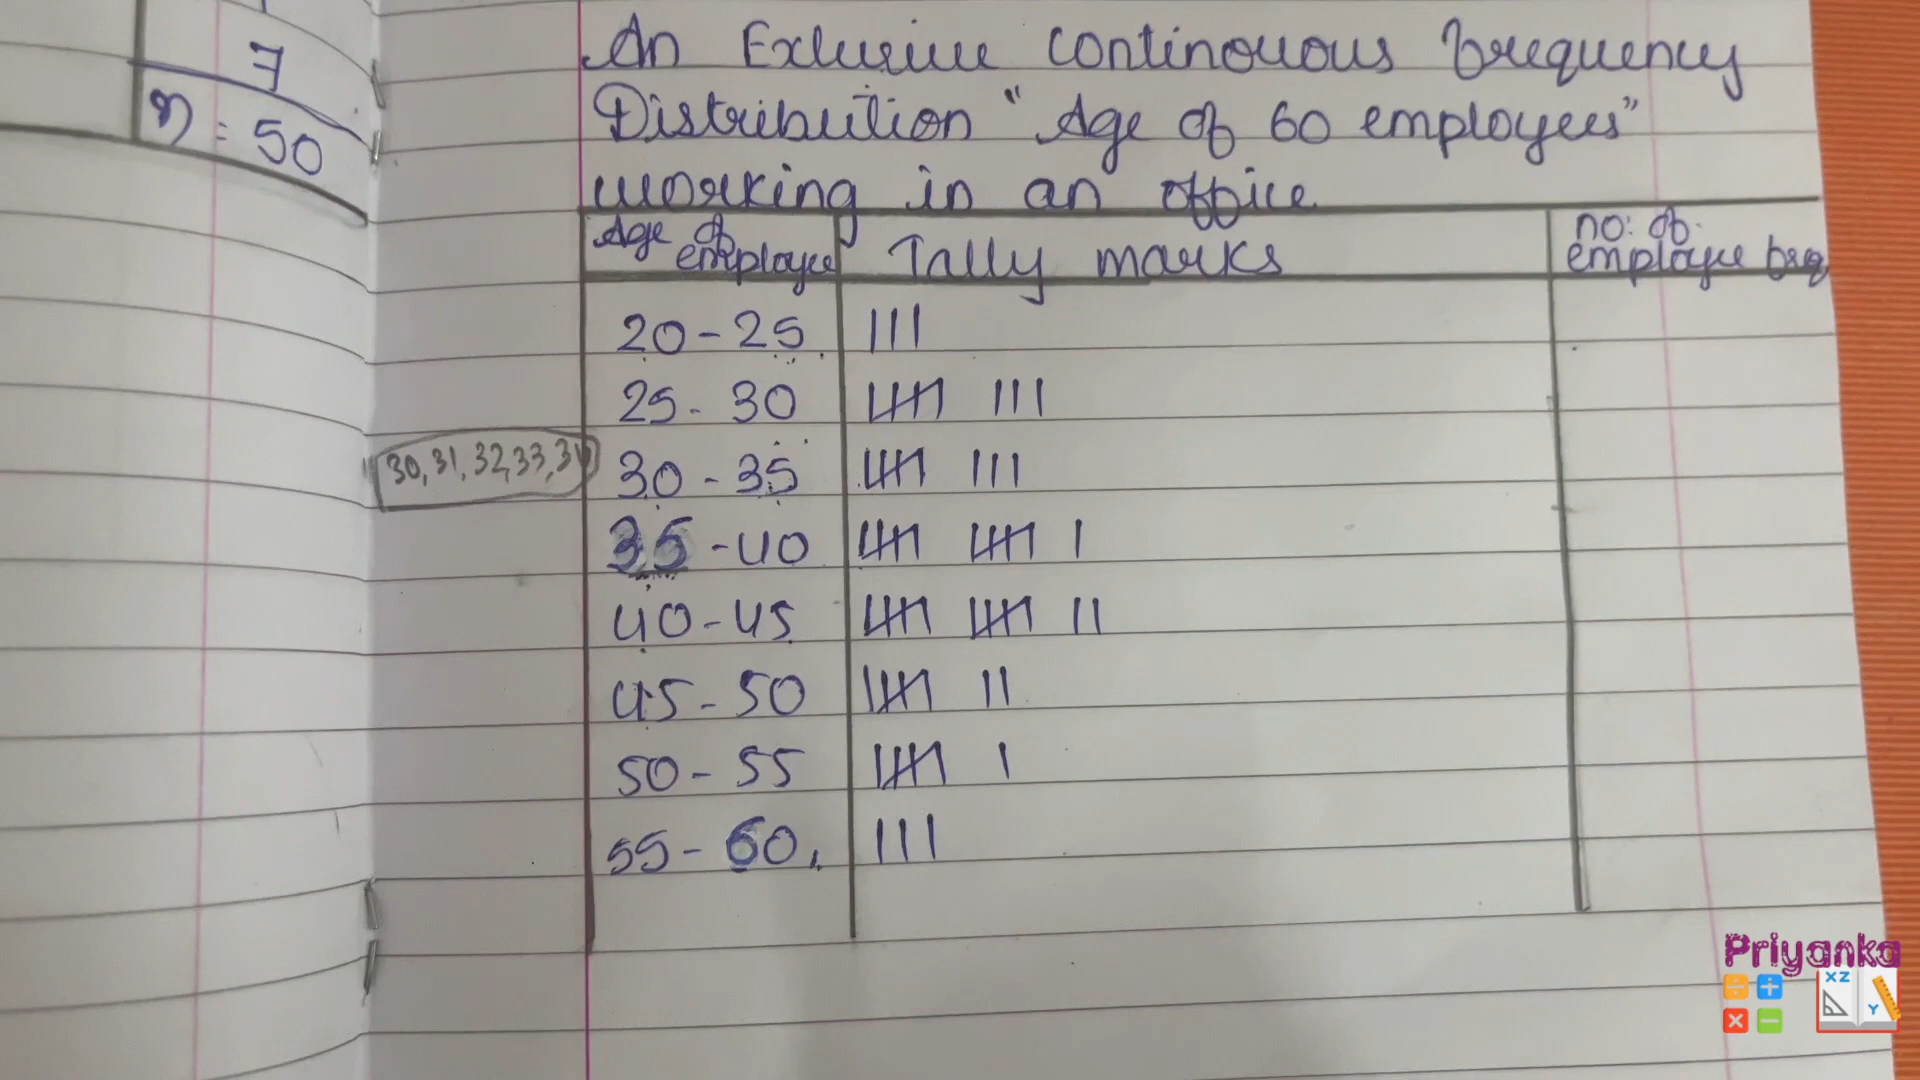 7
n = 50
An Exclusive continouous frequency
Distribution "Age of 60 employees"
working in an office.
Age of employee Tally marks no: of employee freq
20-25 |||
25-30 |||| |||
30,31,32,33,34 30-35 |||| |||
35-40 |||| |||| |
40-45 |||| |||| ||
45-50 |||| ||
50-55 |||| |
55-60 |||
Priyanka
XZ
Y